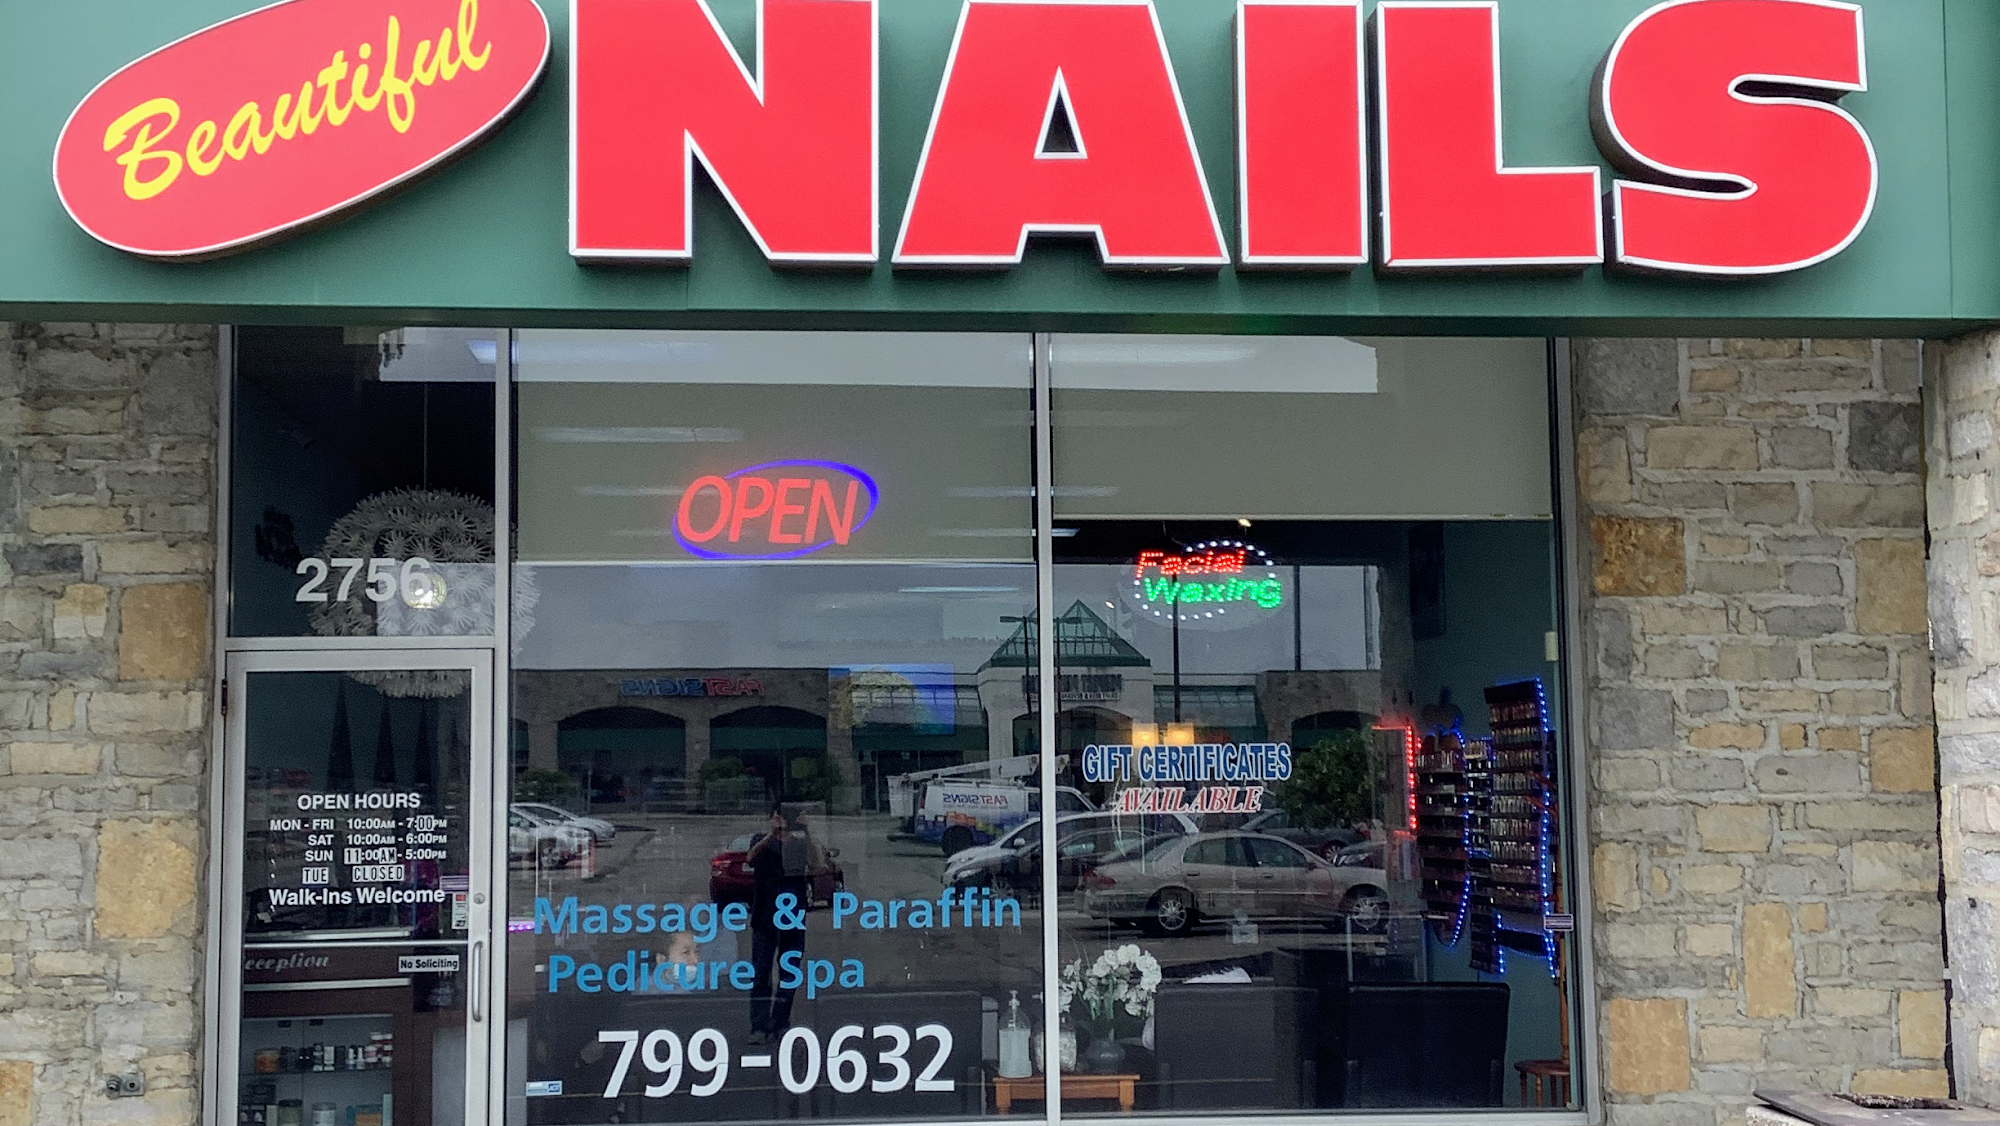 Beautiful
NAILS
OPEN
2756
Facial
Waxing
FASTSIGNS
FASTSIGNS
GIFT CERTIFICATES
AVAILABLE
OPEN HOURS
MON - FRI 10:00AM - 7:00PM
SAT 10:00AM - 6:00PM
SUN 11:00AM - 5:00PM
TUE CLOSED
Walk-Ins Welcome
No Soliciting
Massage & Paraffin
Pedicure Spa
799-0632